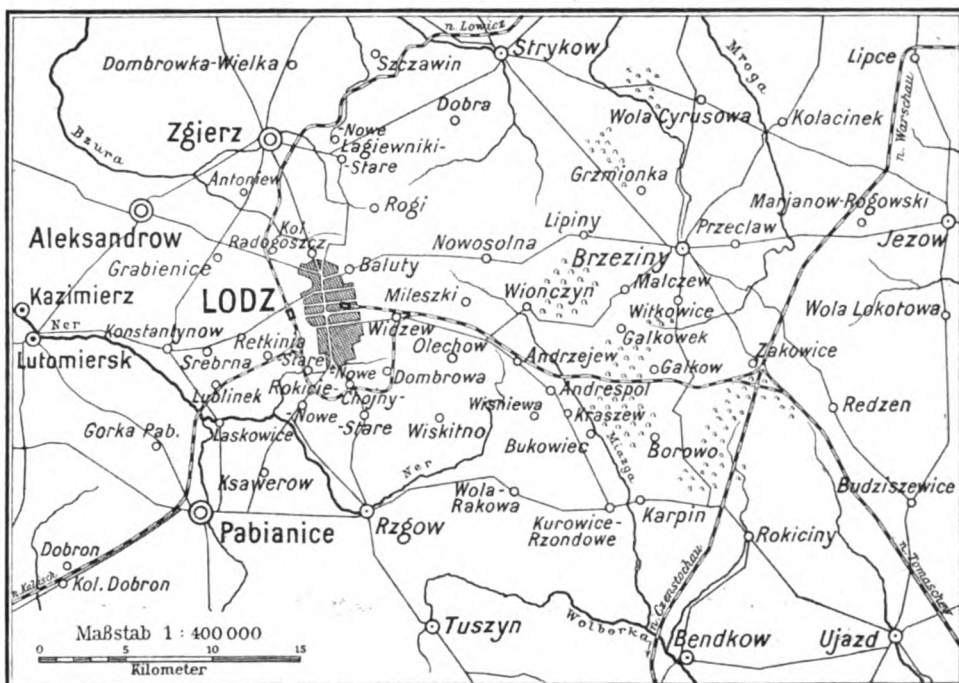 n. Lowicz
Strykow
Mroga
Lipce
Dombrowka-Wielka
Szczawin
n. Warschau
Dobra
Wola Cyrusowa
Kolacinek
Zgierz
-Nowe
Łagiewniki-
-Stare
Bzura
Antoniew
Grzmionka
Marjanow-Rogowski
Rogi
Kol.
Radogoszcz
Lipiny
Przeclaw
Jezow
Aleksandrow
Nowosolna
Brzeziny
Grabienice
Baluty
Malczew
LODZ
Mileszki
Wionczyn
Witkowice
Wola Lokotowa
Kazimierz
Ner
Konstantynow
Widzew
Galkowek
Lutomiersk
Retkinia
Srebrna
-Stare
Olechow
Andrzejew
Zakowice
-Nowe
Galkow
Lublinek
Rokicie-
Dombrowa
Chojny-
Andrespol
-Nowe
-Stare
Wisniewa
Kraszew
Redzen
Gorka Pab.
Laskowice
Wiskitno
Bukowiec
Miazga
Borowo
Ksawerow
Ner
Wola-
Rakowa
Budziszewice
Pabianice
Rzgow
Kurowice-
Rzondowe
Karpin
Rokiciny
Dobron
n. Kalisch
Kol. Dobron
n. Czenstochau
n. Tomaschew
Maßstab 1 : 400 000
Tuszyn
Wolborka
Bendkow
Ujazd
0 5 10 15
Kilometer